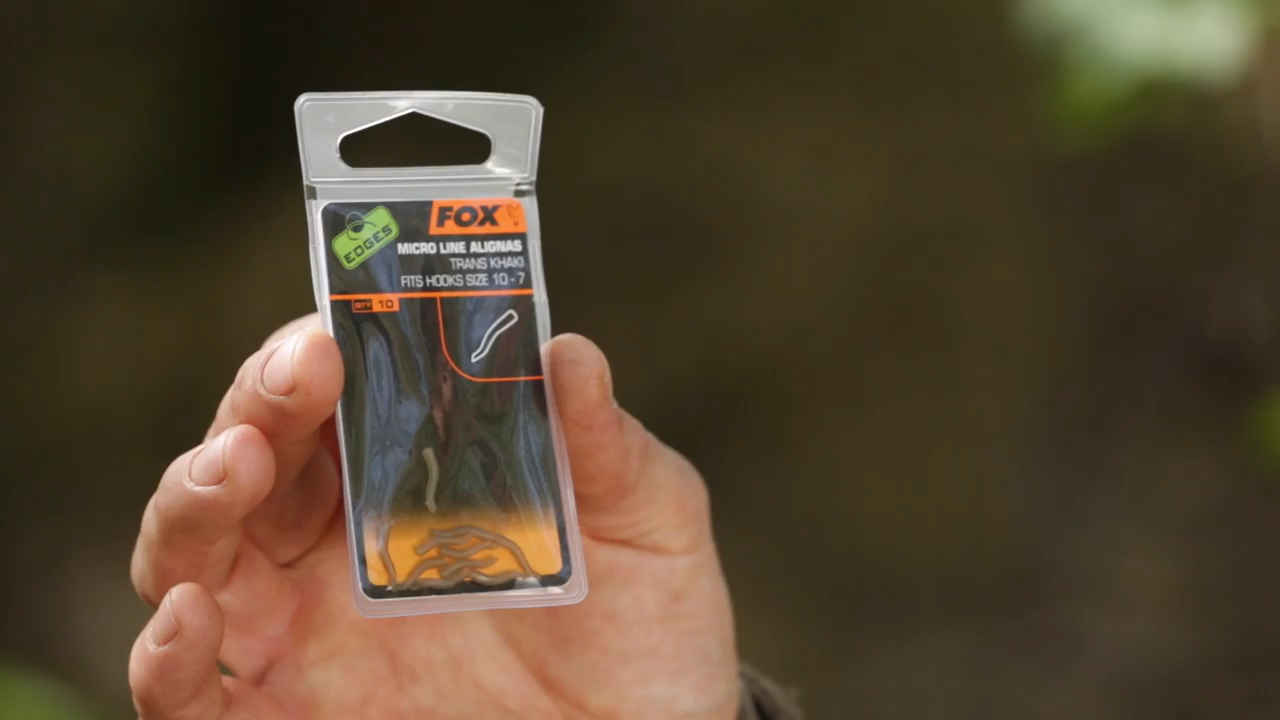 EDGES
FOX
MICRO LINE ALIGNAS
TRANS KHAKI
FITS HOOKS SIZE 10 - 7
QTY 10